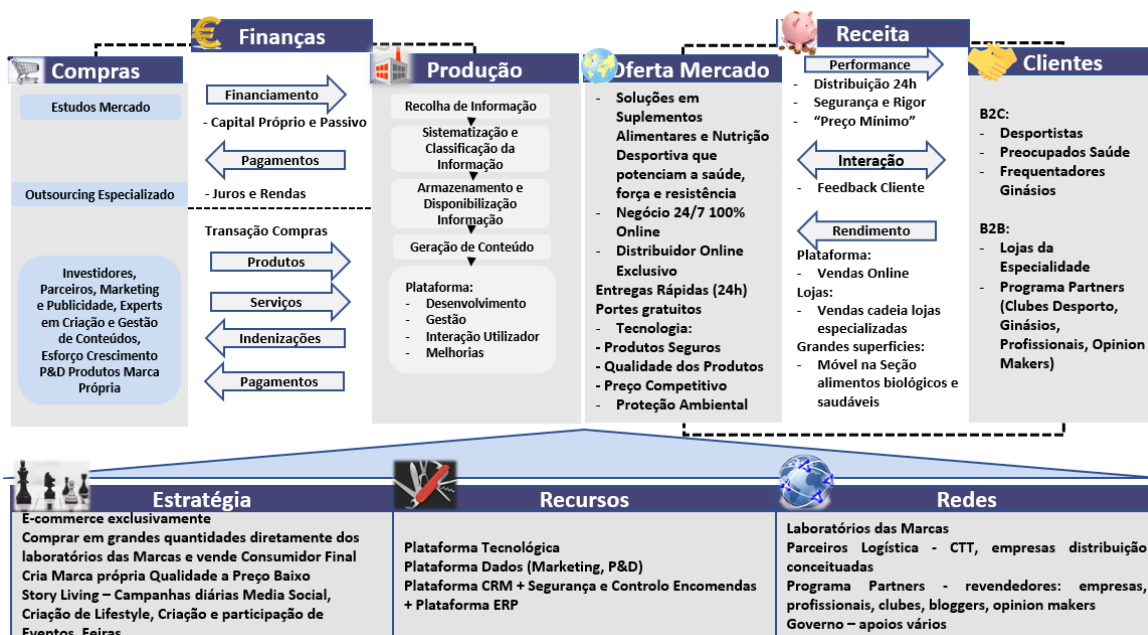 Finanças
Receita
Compras
Estudos Mercado
Outsourcing Especializado
Investidores,
Parceiros, Marketing
e Publicidade, Experts
em Criação e Gestão
de Conteúdos,
Esforço Crescimento
P&D Produtos Marca
Própria
Financiamento
- Capital Próprio e Passivo
Pagamentos
- Juros e Rendas
Transação Compras
Produtos
Serviços
Indenizações
Pagamentos
Produção
Recolha de Informação
Sistematização e
Classificação da
Informação
Armazenamento e
Disponibilização
Informação
Geração de Conteúdo
Plataforma:
- Desenvolvimento
- Gestão
- Interação Utilizador
- Melhorias
Oferta Mercado
- Soluções em
Suplementos
Alimentares e Nutrição
Desportiva que
potenciam a saúde,
força e resistência
- Negócio 24/7 100%
Online
- Distribuidor Online
Exclusivo
Entregas Rápidas (24h)
Portes gratuitos
- Tecnologia:
- Produtos Seguros
- Qualidade dos Produtos
- Preço Competitivo
- Proteção Ambiental
Performance
- Distribuição 24h
- Segurança e Rigor
- “Preço Mínimo”
Interação
- Feedback Cliente
Rendimento
Plataforma:
- Vendas Online
Lojas:
- Vendas cadeia lojas
especializadas
Grandes superficies:
- Móvel na Seção
alimentos biológicos e
saudáveis
Clientes
B2C:
- Desportistas
- Preocupados Saúde
- Frequentadores
Ginásios
B2B:
- Lojas da
Especialidade
- Programa Partners
(Clubes Desporto,
Ginásios,
Profissionais, Opinion
Makers)
Estratégia
E-commerce exclusivamente
Comprar em grandes quantidades diretamente dos
laboratórios das Marcas e vende Consumidor Final
Cria Marca própria Qualidade a Preço Baixo
Story Living – Campanhas diárias Media Social,
Criação de Lifestyle, Criação e participação de
Eventos, Feiras
Recursos
Plataforma Tecnológica
Plataforma Dados (Marketing, P&D)
Plataforma CRM + Segurança e Controlo Encomendas
+ Plataforma ERP
Redes
Laboratórios das Marcas
Parceiros Logística - CTT, empresas distribuição
conceituadas
Programa Partners - revendedores: empresas,
profissionais, clubes, bloggers, opinion makers
Governo – apoios vários